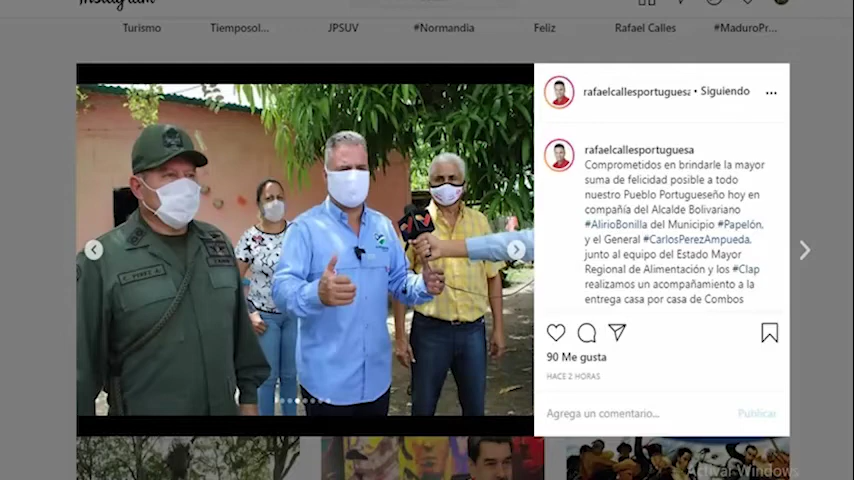 Instagram
Turismo
Tiemposol...
JPSUV
#Normandia
Feliz
Rafael Calles
#MaduroPr...
rafaelcallesportuguesa • Siguiendo
rafaelcallesportuguesa
Comprometidos en brindarle la mayor
suma de felicidad posible a todo
nuestro Pueblo Portugueseño hoy en
compañía del Alcalde Bolivariano
#AlirioBonilla del Municipio #Papelón,
y el General #CarlosPerezAmpueda,
junto al equipo del Estado Mayor
Regional de Alimentación y los #Clap
realizamos un acompañamiento a la
entrega casa por casa de Combos
90 Me gusta
HACE 2 HORAS
Agrega un comentario...
Publicar
C. PEREZ A.
Activar Windows